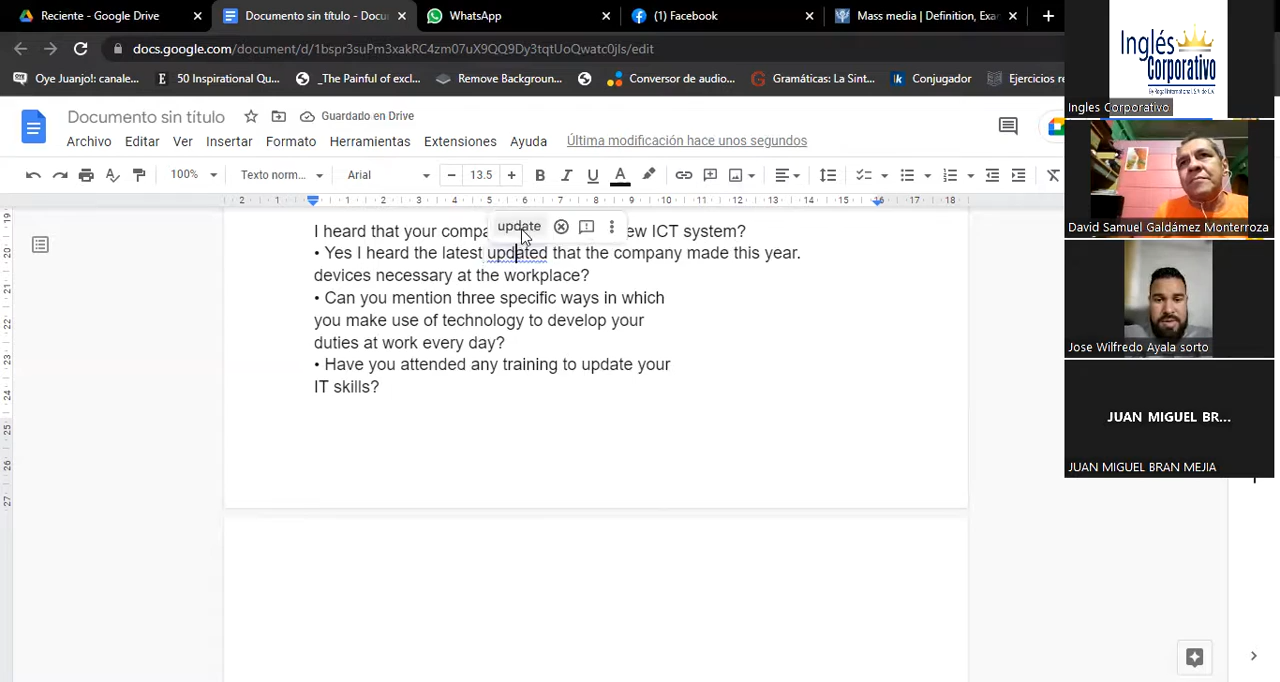 Reciente - Google Drive
Documento sin título - Docu
WhatsApp
(1) Facebook
Mass media | Definition, Exa
docs.google.com/document/d/1bspr3suPm3xakRC4zm07uX9QQ9Dy3tqtUoQwatc0jls/edit
Oye Juanjo!: canale...
50 Inspirational Qu...
_The Painful of excl...
Remove Backgroun...
Conversor de audio...
Gramáticas: La Sint...
Conjugador
Ejercicios re
Documento sin título
Guardado en Drive
Archivo
Editar
Ver
Insertar
Formato
Herramientas
Extensiones
Ayuda
Última modificación hace unos segundos
100%
Texto norm...
Arial
13.5
update
I heard that your compa ew ICT system?
• Yes I heard the latest updated that the company made this year.
devices necessary at the workplace?
• Can you mention three specific ways in which
you make use of technology to develop your
duties at work every day?
• Have you attended any training to update your
IT skills?
Inglés
Corporativo
Ingles Corporativo
David Samuel Galdámez Monterroza
Jose Wilfredo Ayala sorto
JUAN MIGUEL BR...
JUAN MIGUEL BRAN MEJIA